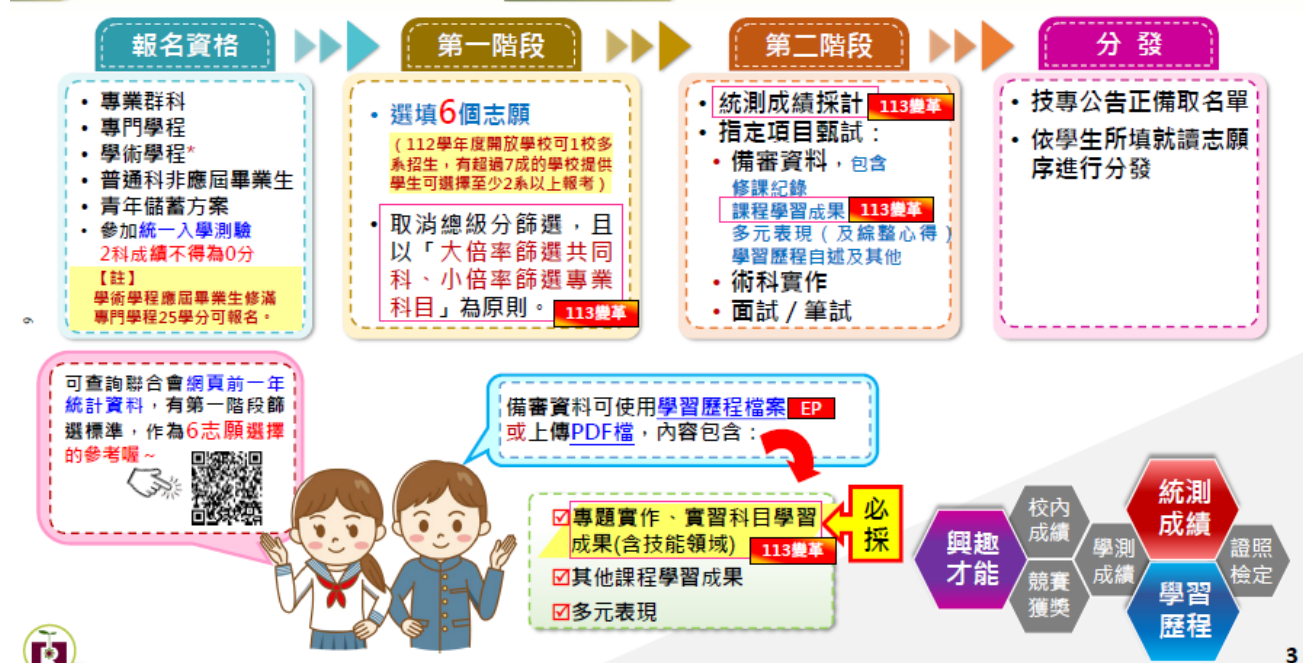 報名資格
• 專業群科
• 專門學程
• 學術學程*
• 普通科非應屆畢業生
• 青年儲蓄方案
• 參加統一入學測驗
2科成績不得為0分
【註】
學術學程應屆畢業生修滿
專門學程25學分可報名。
第一階段
• 選填6個志願
(112學年度開放學校可1校多
系招生，有超過7成的學校提供
學生可選擇至少2系以上報考)
• 取消總級分篩選，且
以「大倍率篩選共同
科、小倍率篩選專業
科目」為原則。 113變革
第二階段
• 統測成績採計 113變革
• 指定項目甄試：
• 備審資料，包含
修課紀錄
課程學習成果 113變革
多元表現(及綜整心得)
學習歷程自述及其他
• 術科實作
• 面試/筆試
分發
• 技專公告正備取名單
• 依學生所填就讀志願
序進行分發
6
可查詢聯合會網頁前一年
統計資料，有第一階段篩
選標準，作為6志願選擇
的參考喔~
備審資料可使用學習歷程檔案 EP
或上傳PDF檔，內容包含：
☑專題實作、實習科目學習
成果(含技能領域) 113變革
☑其他課程學習成果
☑多元表現
必
採
興趣
才能
校內
成績
競賽
獲獎
學測
成績
統測
成績
學習
歷程
證照
檢定
3